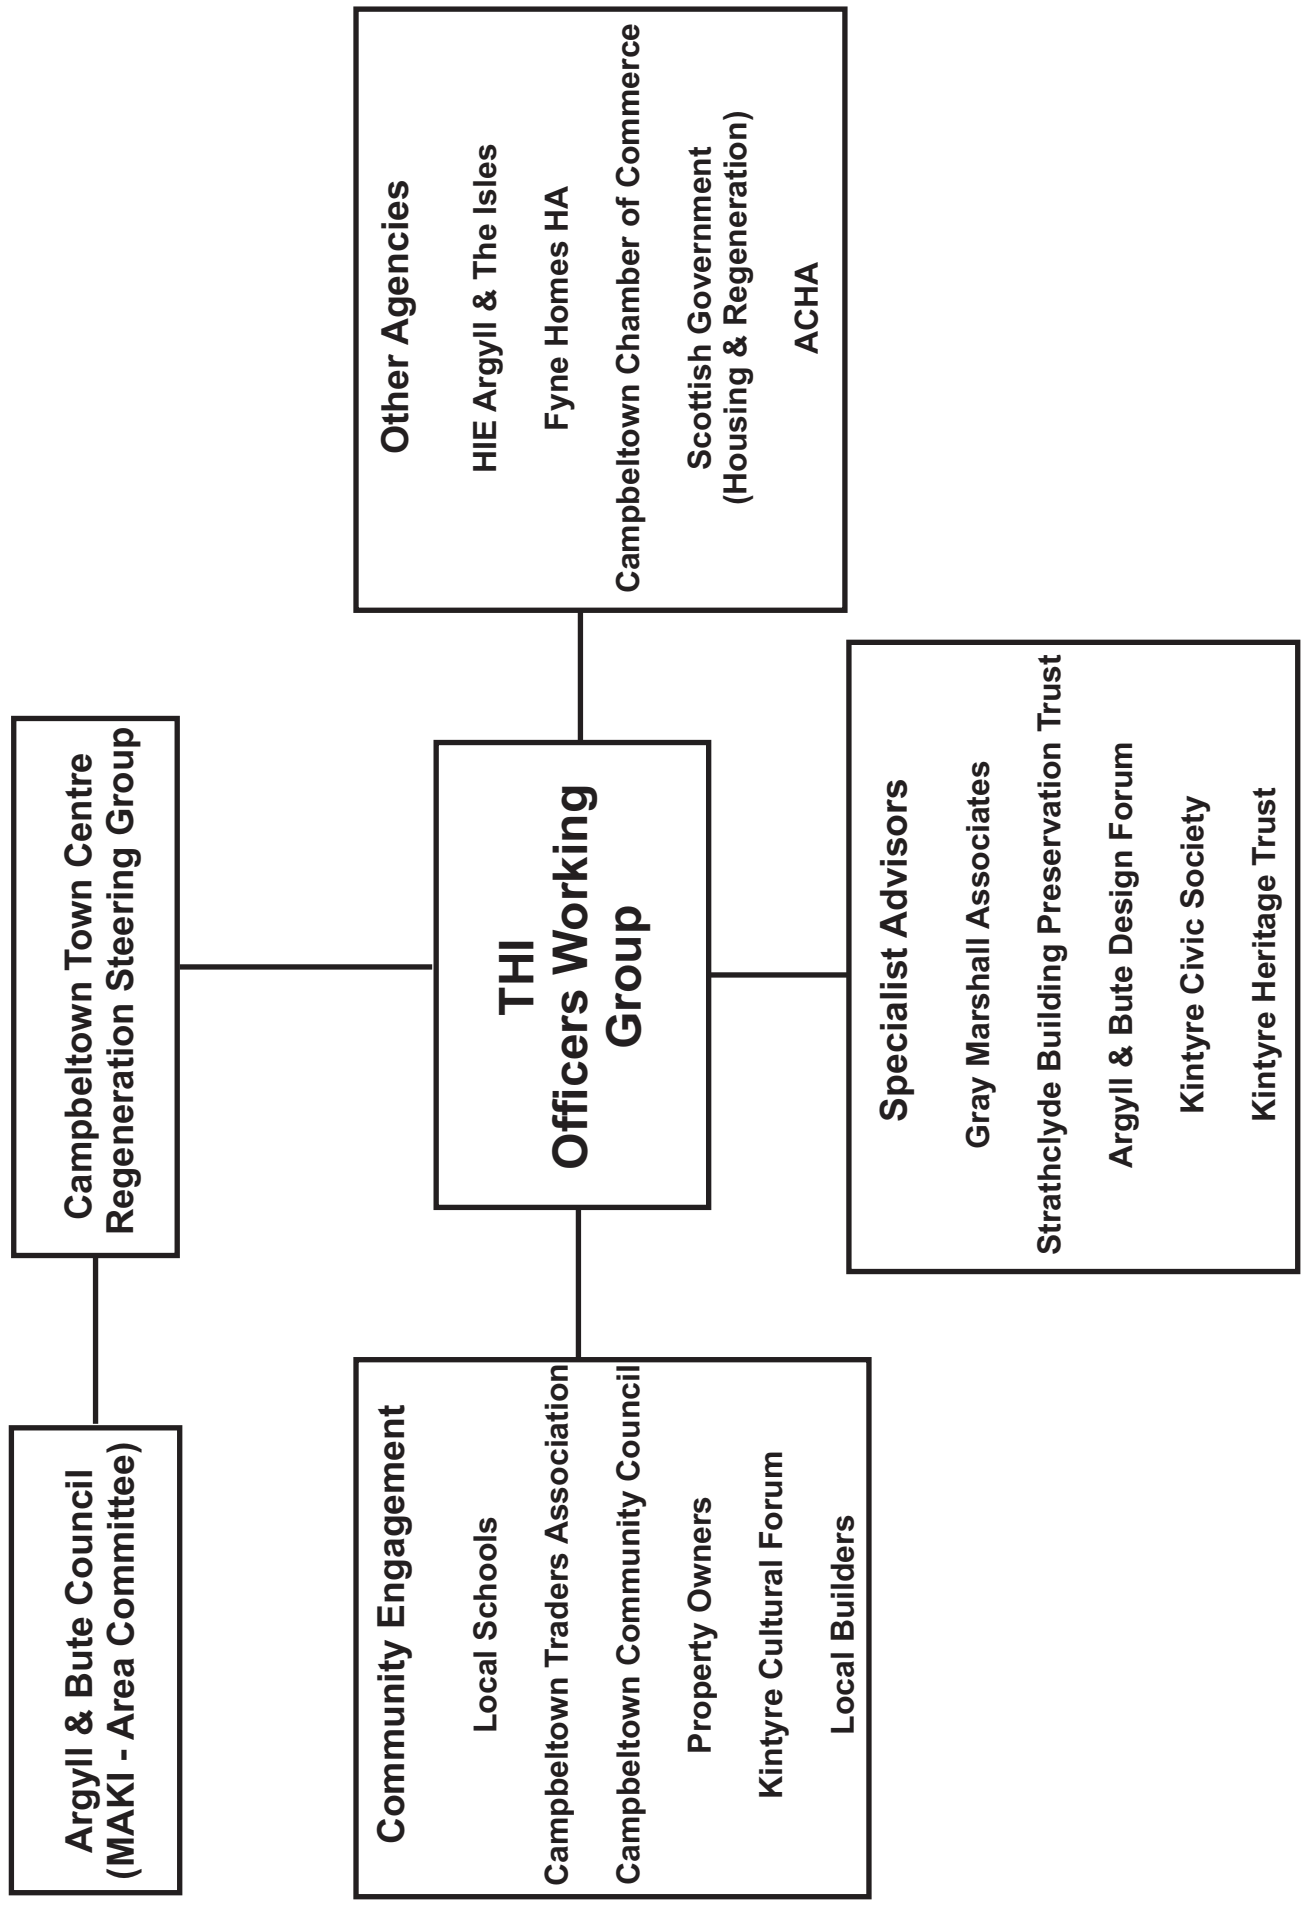 Argyll & Bute Council
(MAKI - Area Committee)
Campbeltown Town Centre
Regeneration Steering Group
Community Engagement
Local Schools
Campbeltown Traders Association
Campbeltown Community Council
Property Owners
Kintyre Cultural Forum
Local Builders
THI
Officers Working
Group
Other Agencies
HIE Argyll & The Isles
Fyne Homes HA
Campbeltown Chamber of Commerce
Scottish Government
(Housing & Regeneration)
ACHA
Specialist Advisors
Gray Marshall Associates
Strathclyde Building Preservation Trust
Argyll & Bute Design Forum
Kintyre Civic Society
Kintyre Heritage Trust